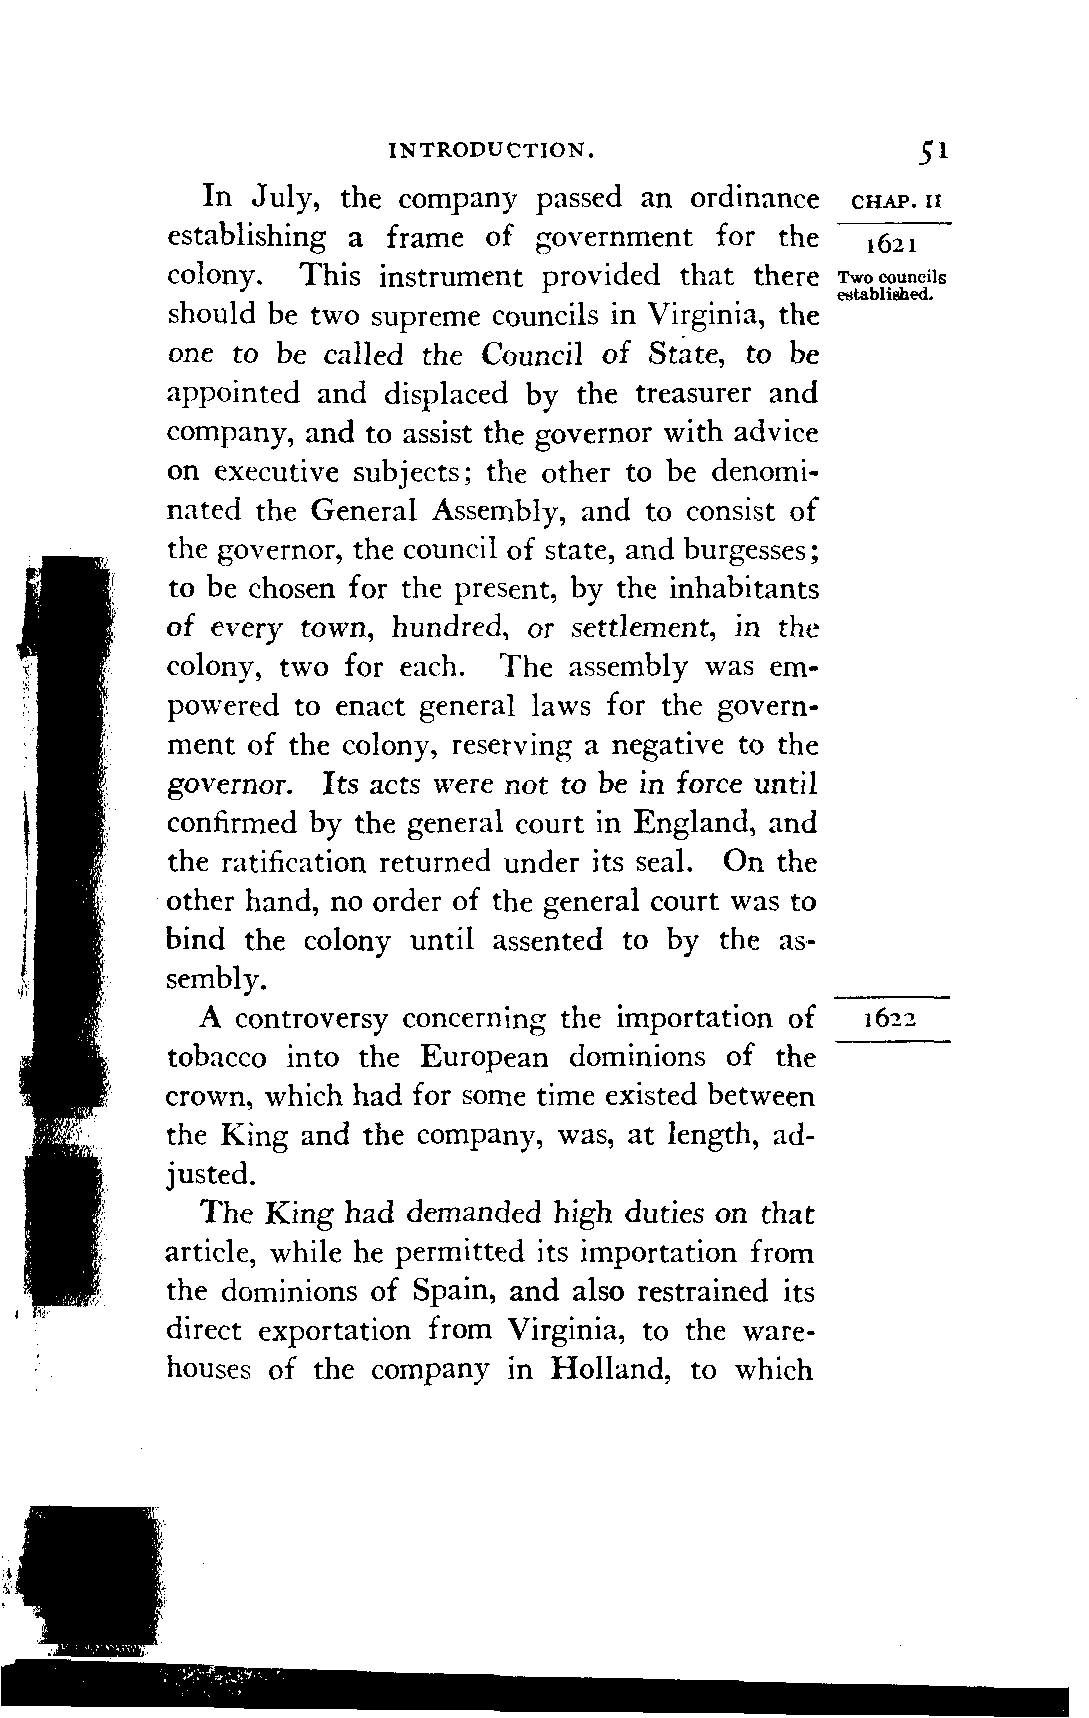 INTRODUCTION. 51
CHAP. II
1621
Two councils
established.
In July, the company passed an ordinance
establishing a frame of government for the
colony. This instrument provided that there
should be two supreme councils in Virginia, the
one to be called the Council of State, to be
appointed and displaced by the treasurer and
company, and to assist the governor with advice
on executive subjects; the other to be denomi-
nated the General Assembly, and to consist of
the governor, the council of state, and burgesses;
to be chosen for the present, by the inhabitants
of every town, hundred, or settlement, in the
colony, two for each. The assembly was em-
powered to enact general laws for the govern-
ment of the colony, reserving a negative to the
governor. Its acts were not to be in force until
confirmed by the general court in England, and
the ratification returned under its seal. On the
other hand, no order of the general court was to
bind the colony until assented to by the as-
sembly.
1622
A controversy concerning the importation of
tobacco into the European dominions of the
crown, which had for some time existed between
the King and the company, was, at length, ad-
justed.
The King had demanded high duties on that
article, while he permitted its importation from
the dominions of Spain, and also restrained its
direct exportation from Virginia, to the ware-
houses of the company in Holland, to which